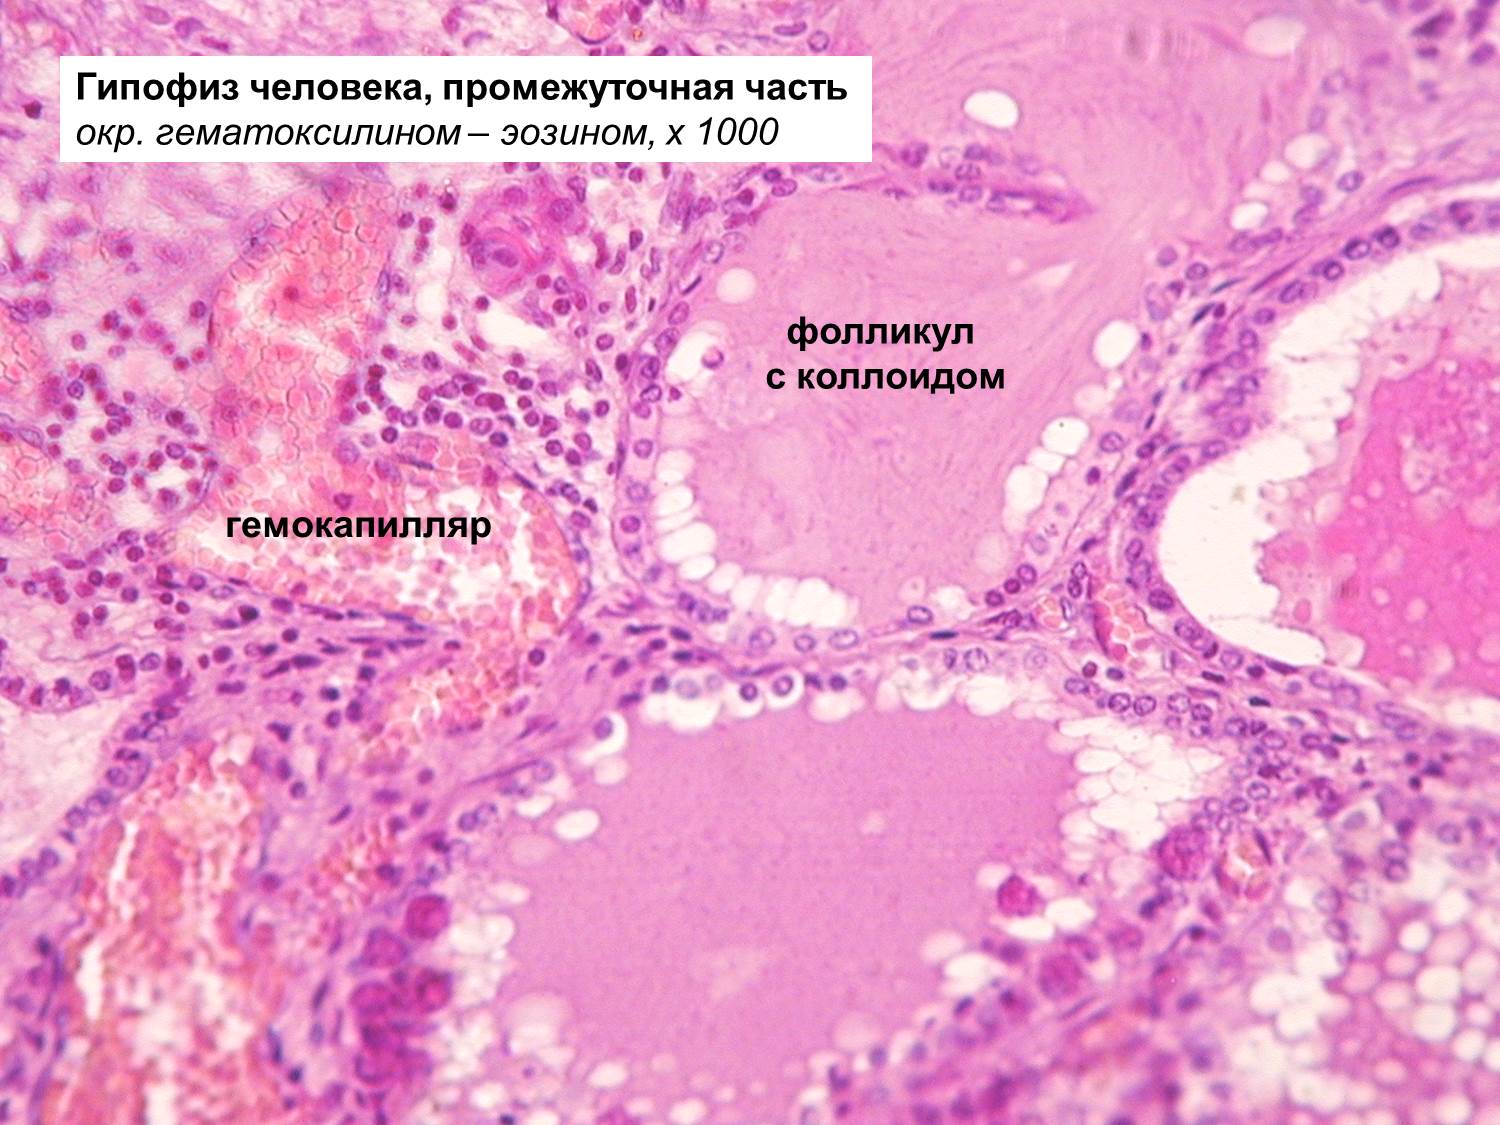 Гипофиз человека, промежуточная часть
окр. гематоксилином – эозином, х 1000
фолликул
с коллоидом
гемокапилляр